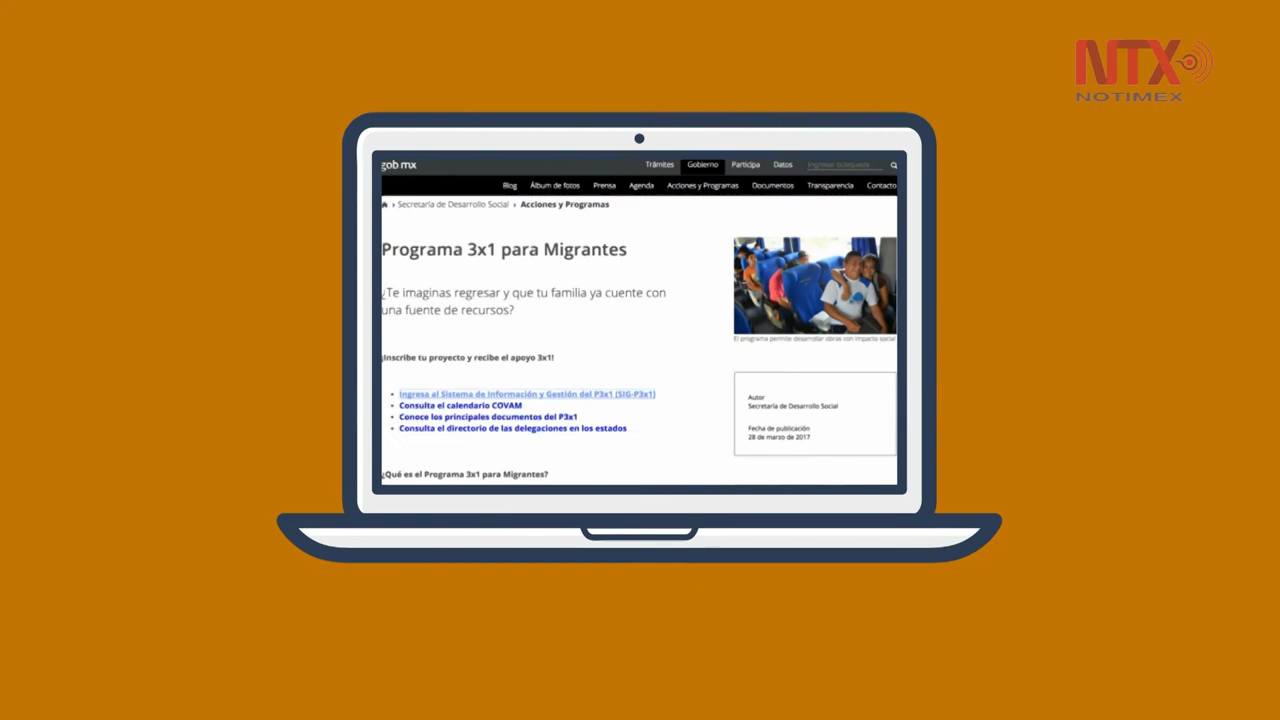 NTX
NOTIMEX
gob mx
Trámites Gobierno Participa Datos
Blog Álbum de fotos Prensa Agenda Acciones y Programas Documentos Transparencia Contacto
› Secretaría de Desarrollo Social › Acciones y Programas
Programa 3x1 para Migrantes
¿Te imaginas regresar y que tu familia ya cuente con
una fuente de recursos?
El programa permite desarrollar obras con impacto social
¡Inscribe tu proyecto y recibe el apoyo 3x1!
• Ingresa al Sistema de Información y Gestión del P3x1 (SIG-P3x1)
• Consulta el calendario COVAM
• Conoce los principales documentos del P3x1
• Consulta el directorio de las delegaciones en los estados
Autor
Secretaría de Desarrollo Social
Fecha de publicación
28 de marzo de 2017
¿Qué es el Programa 3x1 para Migrantes?